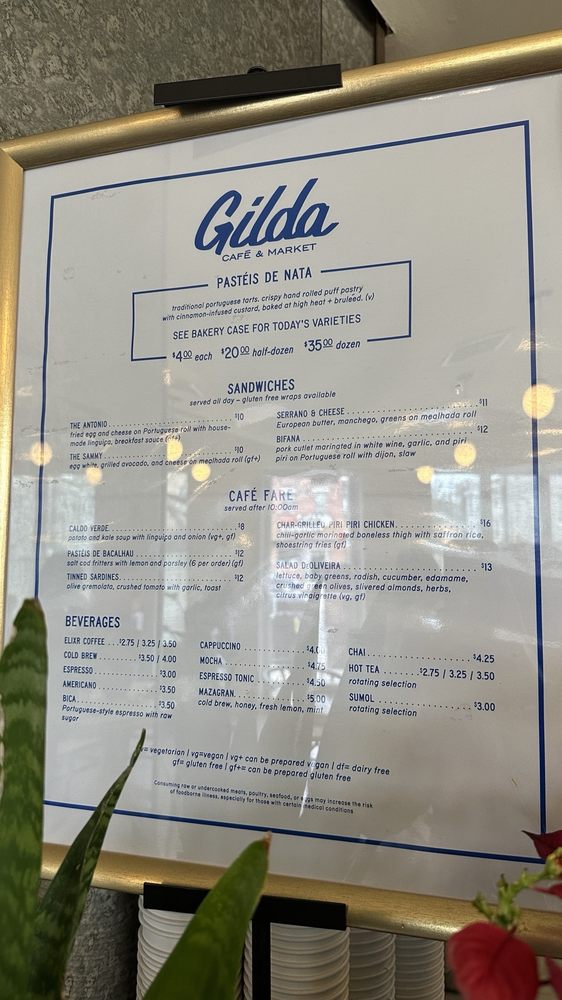 Gilda
CAFÉ & MARKET
PASTÉIS DE NATA
traditional portuguese tarts. crispy hand rolled puff pastry
with cinnamon-infused custard, baked at high heat + bruleed. (v)
SEE BAKERY CASE FOR TODAY'S VARIETIES
$4.00 each $20.00 half-dozen $35.00 dozen
SANDWICHES
served all day – gluten free wraps available
THE ANTONIO $10
fried egg and cheese on Portuguese roll with house-
made linguiça, breakfast sauce (gf+)
THE SAMMY $10
egg white, grilled avocado, and cheese on mealhada roll (gf+)
SERRANO & CHEESE $11
European butter, manchego, greens on mealhada roll
BIFANA $12
pork cutlet marinated in white wine, garlic, and piri
piri on Portuguese roll with dijon, slaw
CAFÉ FARE
served after 10:00am
CALDO VERDE $8
potato and kale soup with linguiça and onion (vg+, gf)
PASTÉIS DE BACALHAU $12
salt cod fritters with lemon and parsley (6 per order) (gf)
TINNED SARDINES $12
olive gremolata, crushed tomato with garlic, toast
CHAR-GRILLED PIRI PIRI CHICKEN $16
chili-garlic marinated boneless thigh with saffron rice,
shoestring fries (gf)
SALAD D'OLIVEIRA $13
lettuce, baby greens, radish, cucumber, edamame,
crushed green olives, slivered almonds, herbs,
citrus vinaigrette (vg, gf)
BEVERAGES
ELIXR COFFEE $2.75 / 3.25 / 3.50
COLD BREW $3.50 / 4.00
ESPRESSO $3.00
AMERICANO $3.50
BICA $3.50
Portuguese-style espresso with raw
sugar
CAPPUCCINO $4.00
MOCHA $4.75
ESPRESSO TONIC $4.50
MAZAGRAN $5.00
cold brew, honey, fresh lemon, mint
CHAI $4.25
HOT TEA $2.75 / 3.25 / 3.50
rotating selection
SUMOL $3.00
rotating selection
v= vegetarian | vg=vegan | vg+ can be prepared vegan | df= dairy free
gf= gluten free | gf+= can be prepared gluten free
Consuming raw or undercooked meats, poultry, seafood, or eggs may increase the risk
of foodborne illness, especially for those with certain medical conditions